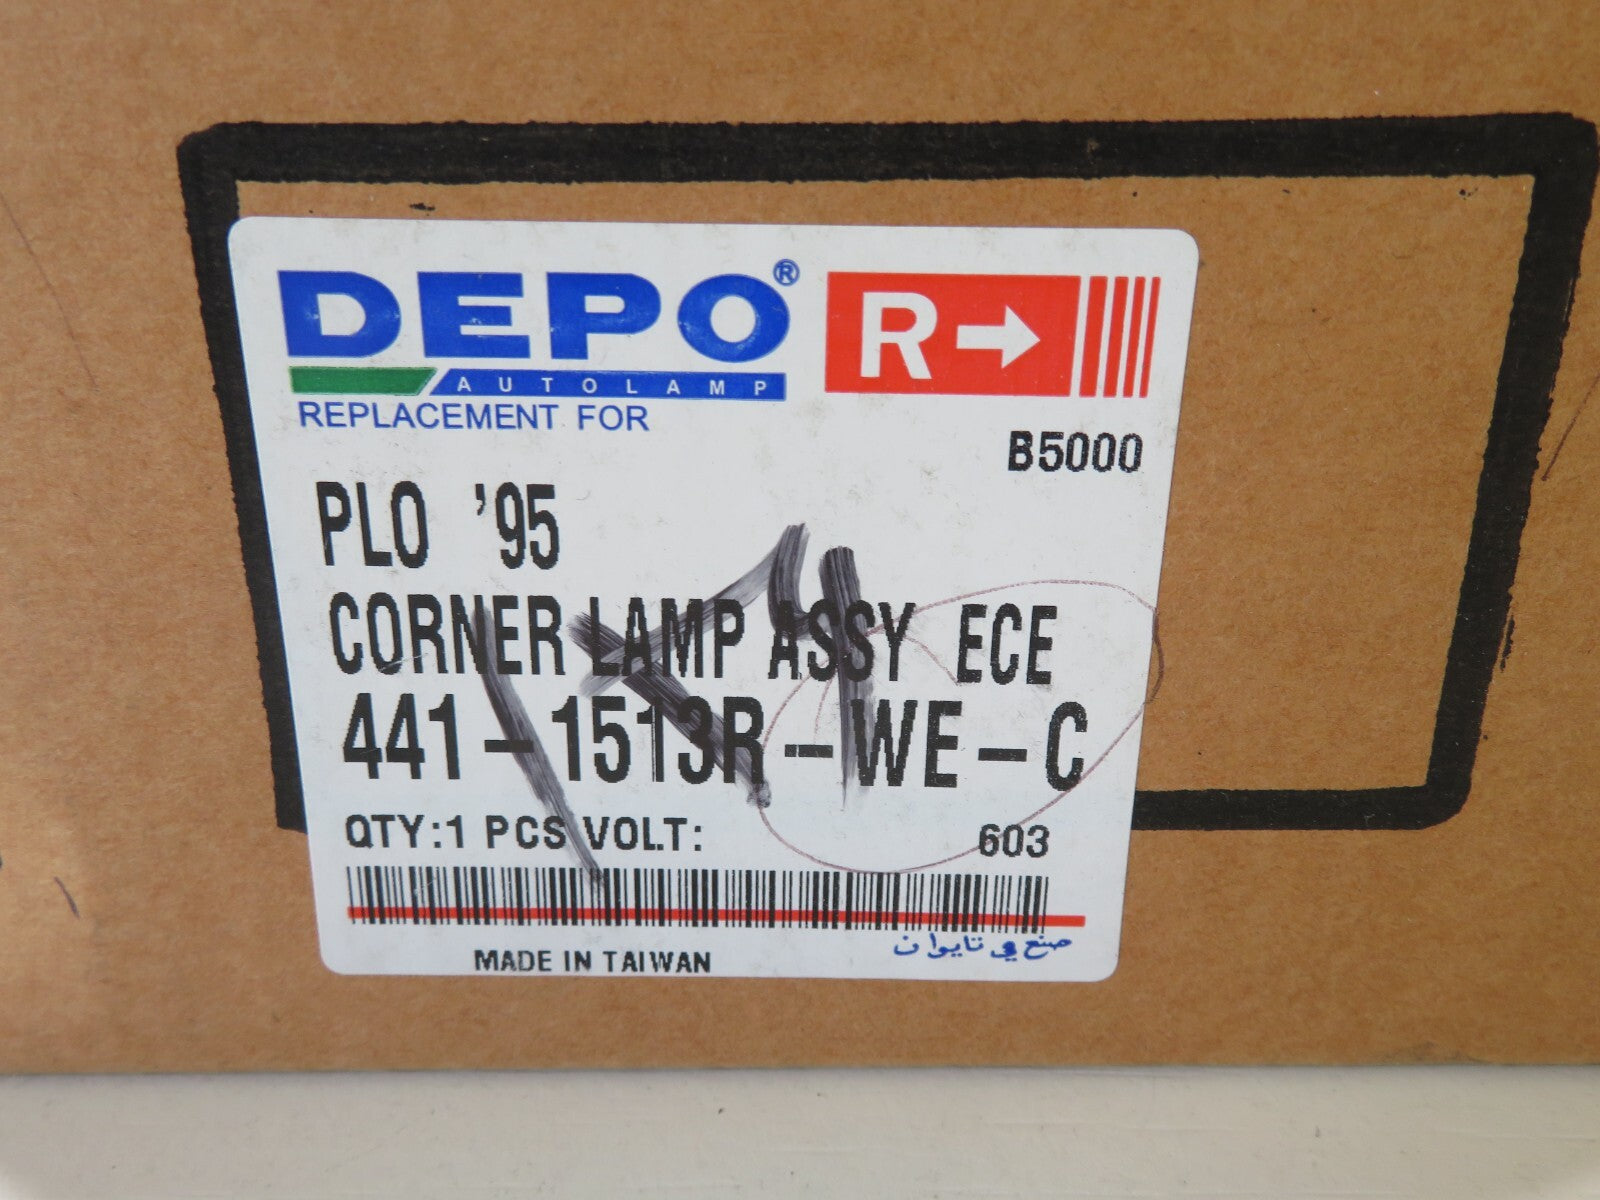 DEPO®
AUTOLAMP
R→
REPLACEMENT FOR
B5000
PLO '95
CORNER LAMP ASSY ECE
441-1513R-WE-C
QTY:1 PCS VOLT:
603
صنع في تايوان
MADE IN TAIWAN